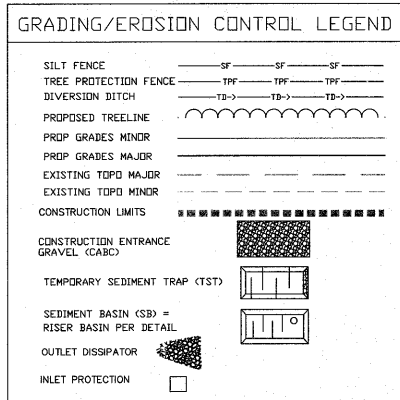 GRADING/EROSION CONTROL LEGEND
SILT FENCE SF SF SF
TREE PROTECTION FENCE TPF TPF TPF
DIVERSION DITCH TD-> TD-> TD->
PROPOSED TREELINE
PROP GRADES MINOR
PROP GRADES MAJOR
EXISTING TOPO MAJOR
EXISTING TOPO MINOR
CONSTRUCTION LIMITS
CONSTRUCTION ENTRANCE
GRAVEL (CABC)
TEMPORARY SEDIMENT TRAP (TST)
SEDIMENT BASIN (SB) =
RISER BASIN PER DETAIL
OUTLET DISSIPATOR
INLET PROTECTION